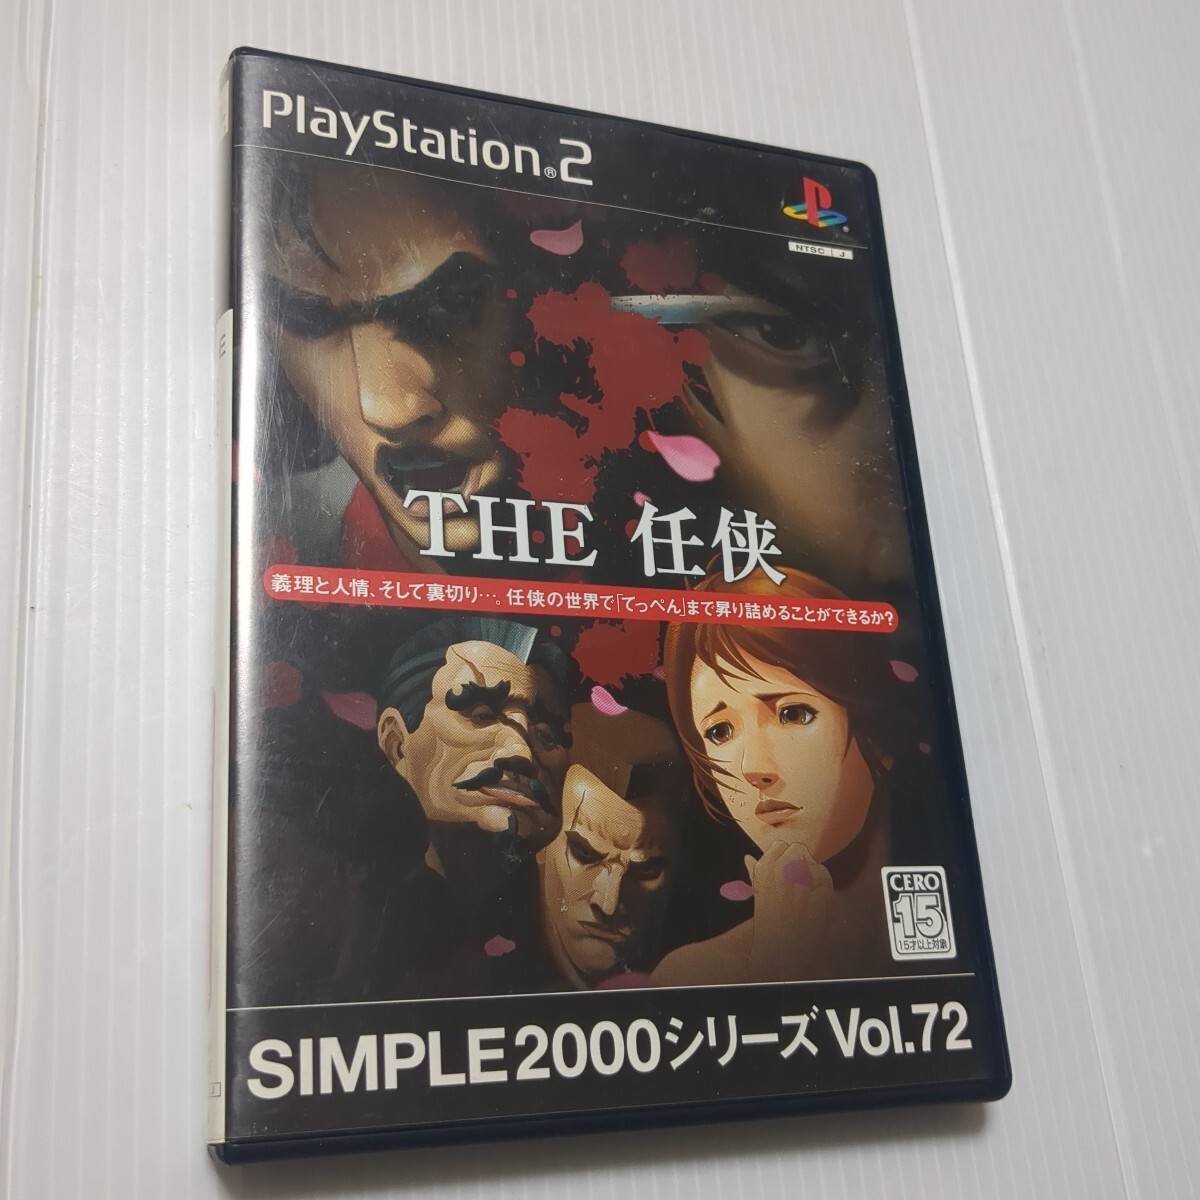 PlayStation®2
NTSC J
THE 任侠
義理と人情、そして裏切り…。任侠の世界で「てっぺん」まで昇り詰めることができるか?
CERO
15
15才以上対象
SIMPLE2000シリーズ Vol.72